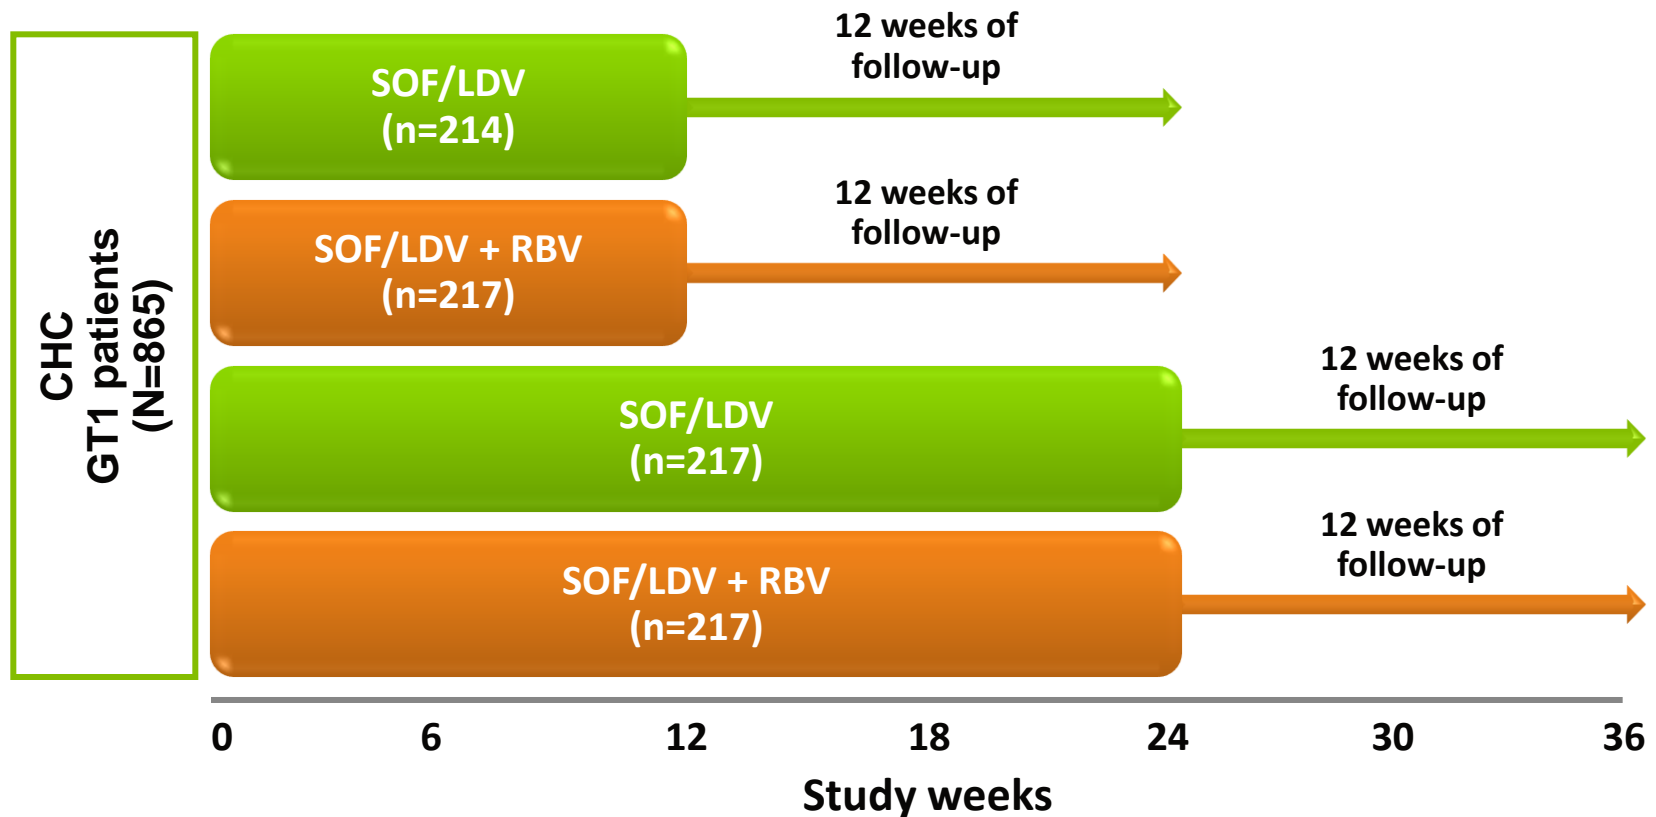 CHC
GT1 patients
(N=865)
SOF/LDV
(n=214)
12 weeks of
follow-up
SOF/LDV + RBV
(n=217)
12 weeks of
follow-up
SOF/LDV
(n=217)
12 weeks of
follow-up
SOF/LDV + RBV
(n=217)
12 weeks of
follow-up
0 6 12 18 24 30 36
Study weeks